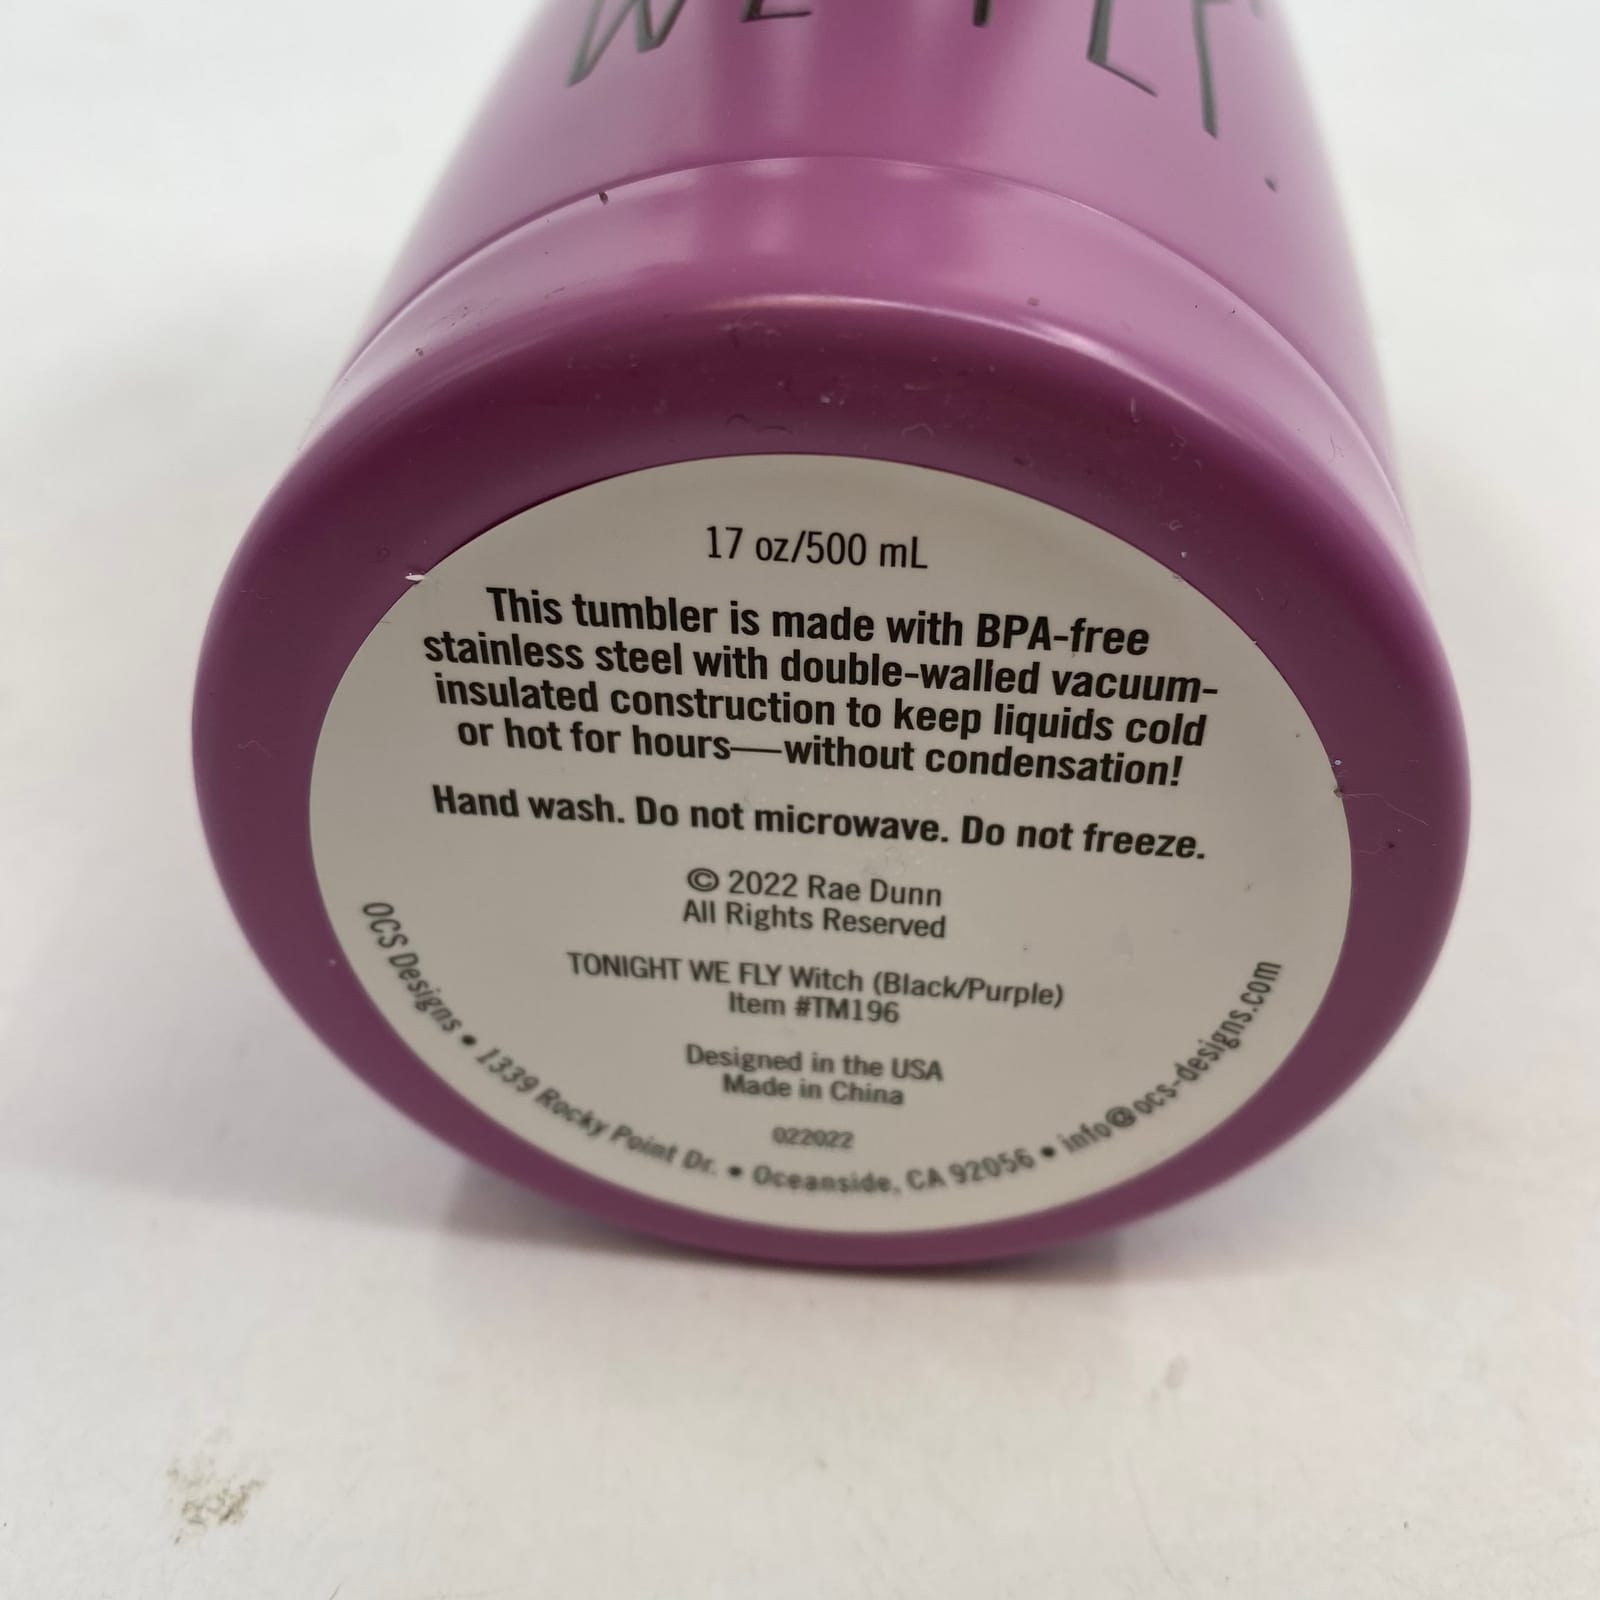 WE FLY
17 oz/500 mL
This tumbler is made with BPA-free
stainless steel with double-walled vacuum-
insulated construction to keep liquids cold
or hot for hours—without condensation!
Hand wash. Do not microwave. Do not freeze.
© 2022 Rae Dunn
All Rights Reserved
TONIGHT WE FLY Witch (Black/Purple)
Item #TM196
Designed in the USA
Made in China
022022
OCS Designs • 1339 Rocky Point Dr. • Oceanside, CA 92056 • info@ocs-designs.com